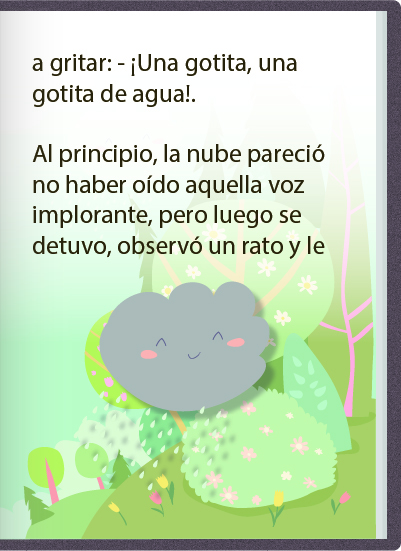 a gritar: - ¡Una gotita, una
gotita de agua!.
Al principio, la nube pareció
no haber oído aquella voz
implorante, pero luego se
detuvo, observó un rato y le